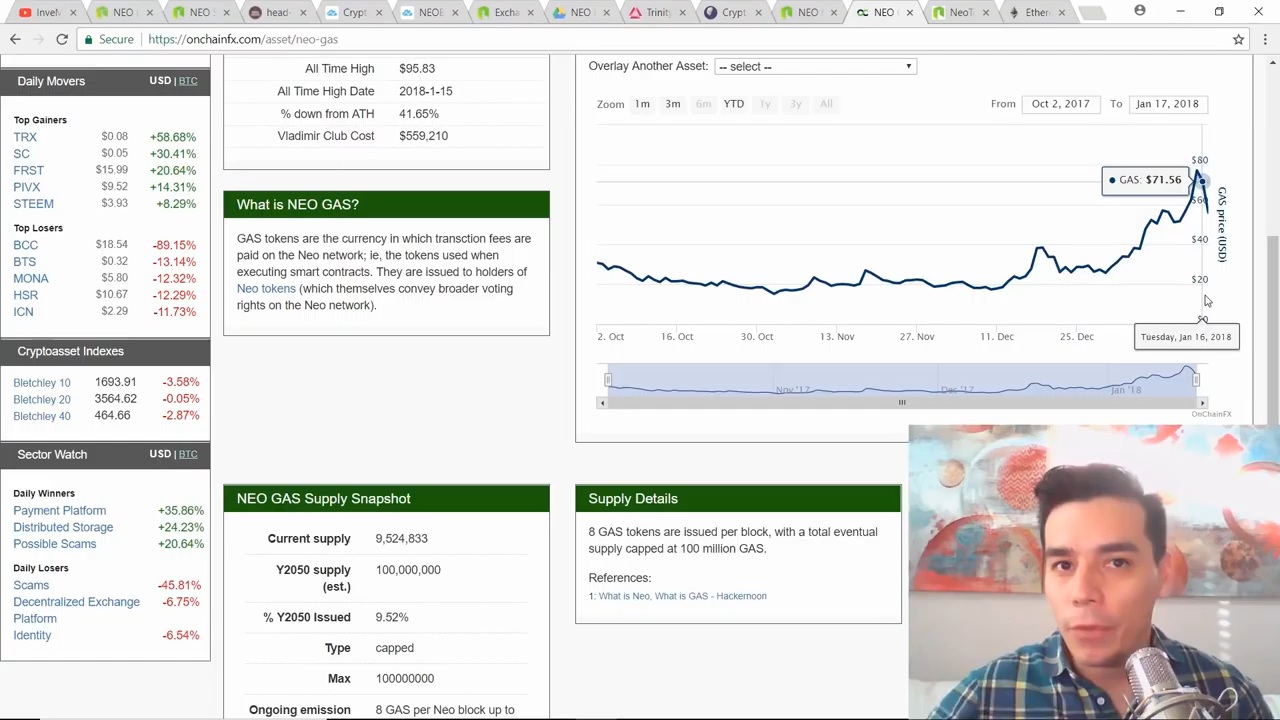 InveM
NEO
NEO S
head-
Crypt
NEOE
Excha
NEO I
Trinity
Crypt
NEO
NEO (
NeoTo
Ether
Secure
https://onchainfx.com/asset/neo-gas
Daily Movers USD | BTC
Top Gainers
TRX $0.08 +58.68%
SC $0.05 +30.41%
FRST $15.99 +20.64%
PIVX $9.52 +14.31%
STEEM $3.93 +8.29%
Top Losers
BCC $18.54 -89.15%
BTS $0.32 -13.14%
MONA $5.80 -12.32%
HSR $10.67 -12.29%
ICN $2.29 -11.73%
Cryptoasset Indexes
Bletchley 10 1693.91 -3.58%
Bletchley 20 3564.62 -0.05%
Bletchley 40 464.66 -2.87%
Sector Watch USD | BTC
Daily Winners
Payment Platform +35.86%
Distributed Storage +24.23%
Possible Scams +20.64%
Daily Losers
Scams -45.81%
Decentralized Exchange -6.75%
Platform
Identity -6.54%
All Time High $95.83
All Time High Date 2018-1-15
% down from ATH 41.65%
Vladimir Club Cost $559,210
What is NEO GAS?
GAS tokens are the currency in which transction fees are
paid on the Neo network; ie, the tokens used when
executing smart contracts. They are issued to holders of
Neo tokens (which themselves convey broader voting
rights on the Neo network).
NEO GAS Supply Snapshot
Current supply 9,524,833
Y2050 supply 100,000,000
(est.)
% Y2050 Issued 9.52%
Type capped
Max 100000000
Ongoing emission 8 GAS per Neo block up to
Overlay Another Asset: -- select --
Zoom 1m 3m 6m YTD 1y 3y All
From Oct 2, 2017 To Jan 17, 2018
$80
GAS: $71.56
$60
$40
$20
$0
GAS price (USD)
2. Oct 16. Oct 30. Oct 13. Nov 27. Nov 11. Dec 25. Dec
Tuesday, Jan 16, 2018
Nov '17 Dec '17 Jan '18
OnChainFX
Supply Details
8 GAS tokens are issued per block, with a total eventual
supply capped at 100 million GAS.
References:
1: What is Neo, What is GAS - Hackernoon